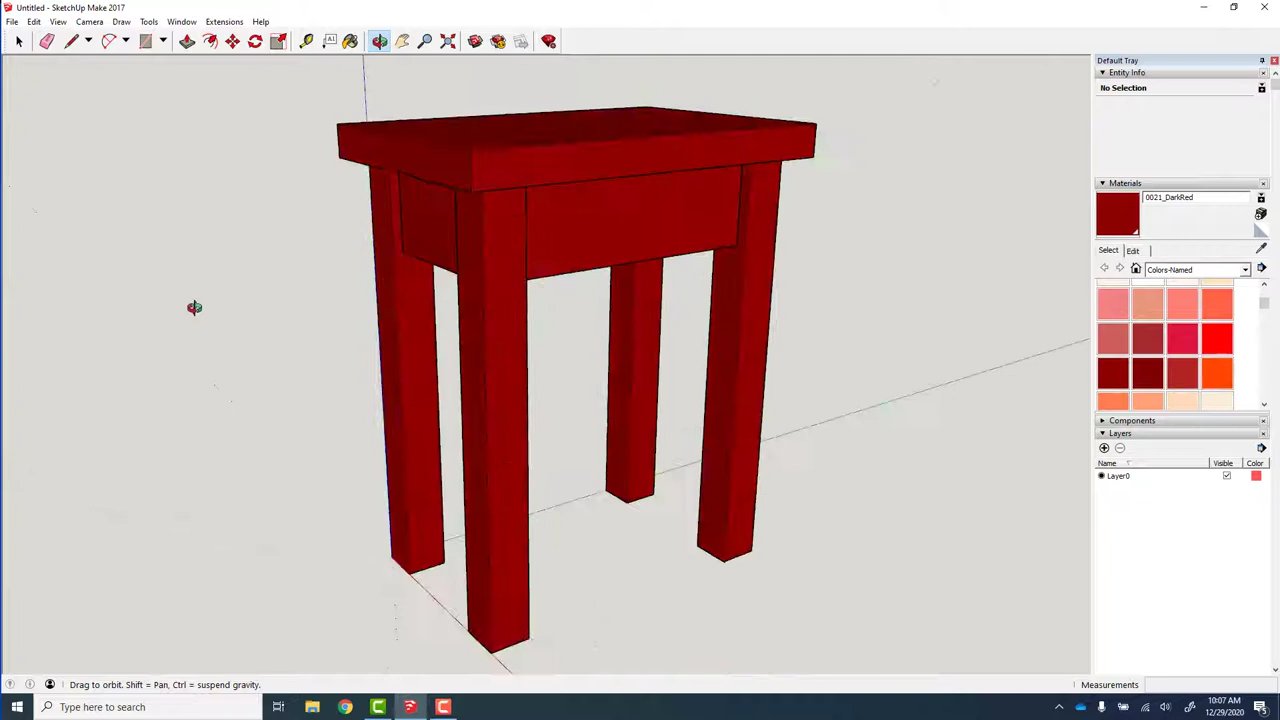 Untitled - SketchUp Make 2017
File Edit View Camera Draw Tools Window Extensions Help
A1
Default Tray
Entity Info
No Selection
Materials
0021_DarkRed
Select Edit
Colors-Named
Components
Layers
Name Visible Color
Layer0
Drag to orbit. Shift = Pan, Ctrl = suspend gravity.
Measurements
Type here to search
10:07 AM
12/29/2020
5